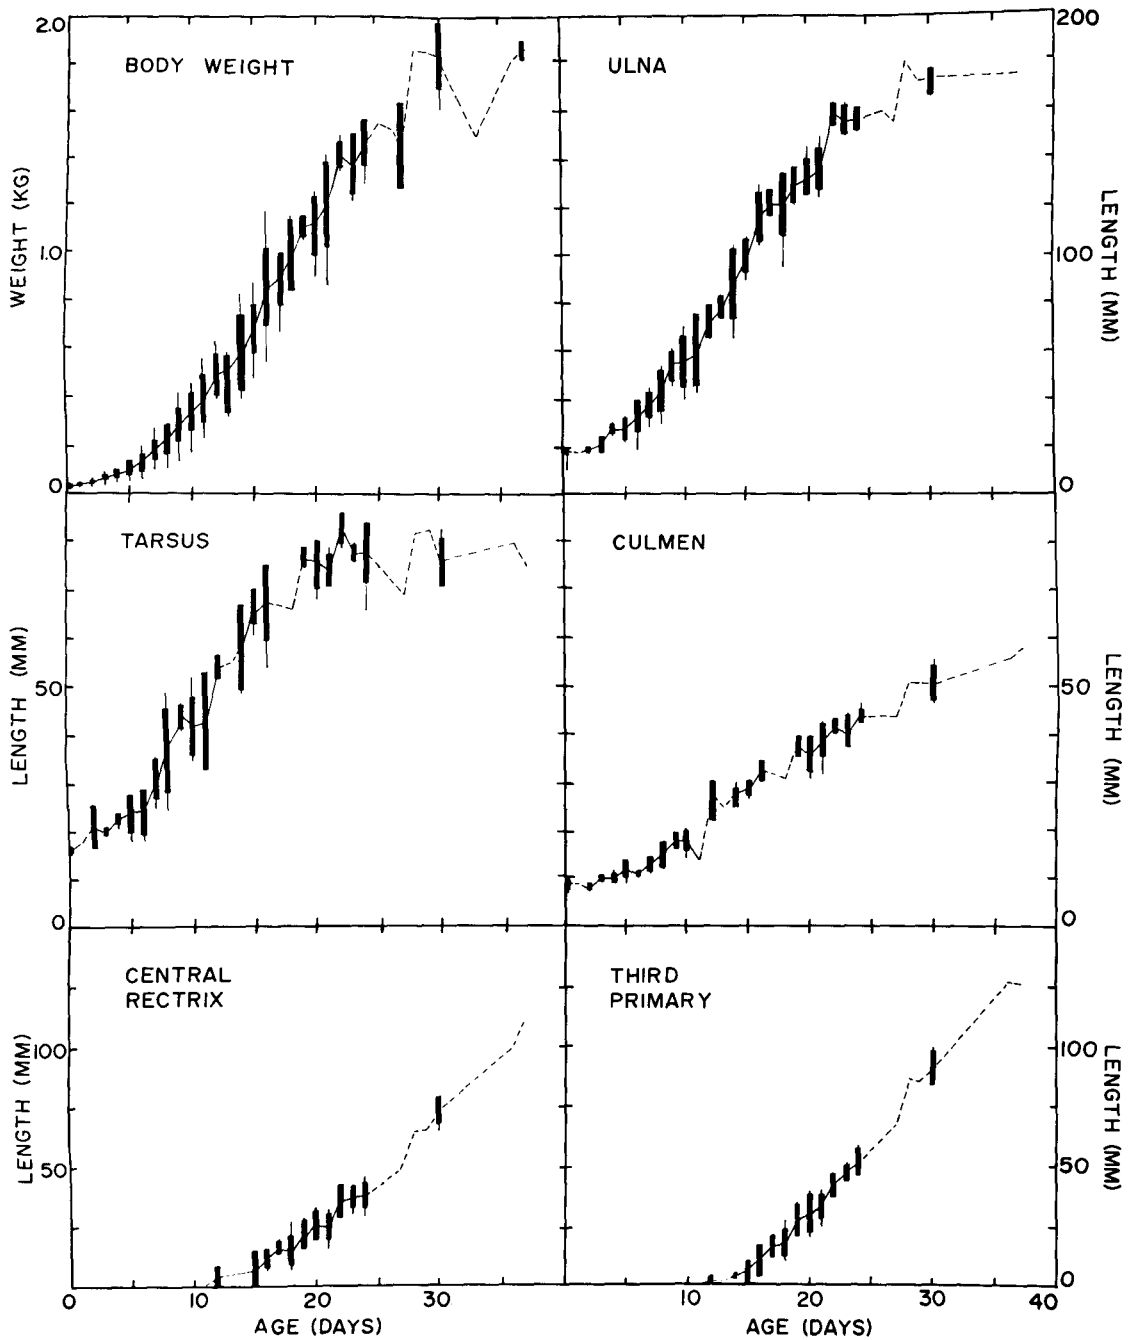 2.0
BODY WEIGHT
WEIGHT (KG)
1.0
0
ULNA
200
LENGTH (MM)
100
0
TARSUS
LENGTH (MM)
50
0
CULMEN
LENGTH (MM)
50
0
CENTRAL
RECTRIX
LENGTH (MM)
100
50
0 10 20 30
AGE (DAYS)
THIRD
PRIMARY
100
LENGTH (MM)
50
0
10 20 30 40
AGE (DAYS)